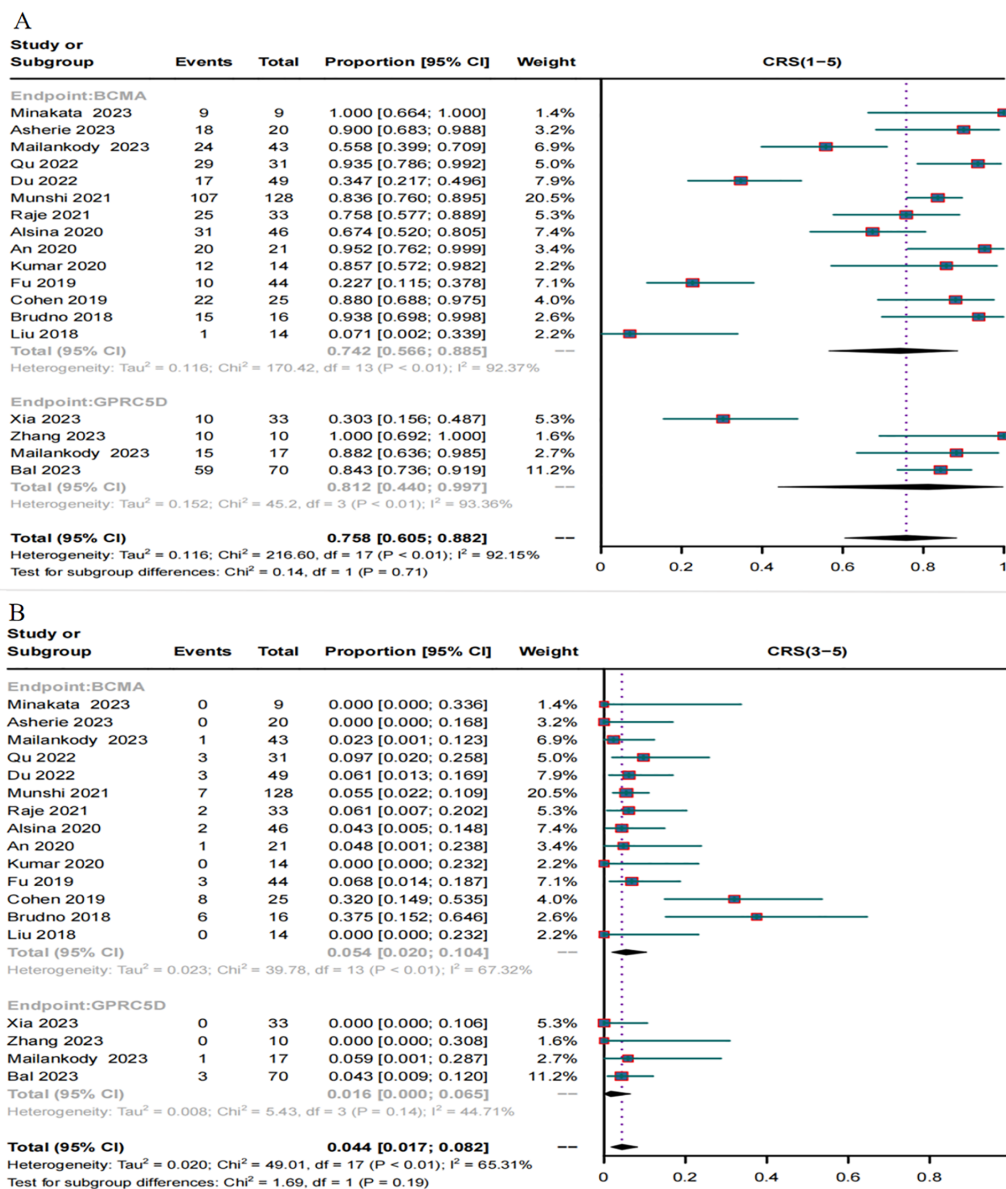 A
Study or
Subgroup Events Total Proportion [95% CI] Weight CRS(1−5)
Endpoint:BCMA
Minakata 2023 9 9 1.000 [0.664; 1.000] 1.4%
Asherie 2023 18 20 0.900 [0.683; 0.988] 3.2%
Mailankody 2023 24 43 0.558 [0.399; 0.709] 6.9%
Qu 2022 29 31 0.935 [0.786; 0.992] 5.0%
Du 2022 17 49 0.347 [0.217; 0.496] 7.9%
Munshi 2021 107 128 0.836 [0.760; 0.895] 20.5%
Raje 2021 25 33 0.758 [0.577; 0.889] 5.3%
Alsina 2020 31 46 0.674 [0.520; 0.805] 7.4%
An 2020 20 21 0.952 [0.762; 0.999] 3.4%
Kumar 2020 12 14 0.857 [0.572; 0.982] 2.2%
Fu 2019 10 44 0.227 [0.115; 0.378] 7.1%
Cohen 2019 22 25 0.880 [0.688; 0.975] 4.0%
Brudno 2018 15 16 0.938 [0.698; 0.998] 2.6%
Liu 2018 1 14 0.071 [0.002; 0.339] 2.2%
Total (95% CI) 0.742 [0.566; 0.885] −−
Heterogeneity: Tau² = 0.116; Chi² = 170.42, df = 13 (P < 0.01); I² = 92.37%
Endpoint:GPRC5D
Xia 2023 10 33 0.303 [0.156; 0.487] 5.3%
Zhang 2023 10 10 1.000 [0.692; 1.000] 1.6%
Mailankody 2023 15 17 0.882 [0.636; 0.985] 2.7%
Bal 2023 59 70 0.843 [0.736; 0.919] 11.2%
Total (95% CI) 0.812 [0.440; 0.997] −−
Heterogeneity: Tau² = 0.152; Chi² = 45.2, df = 3 (P < 0.01); I² = 93.36%
Total (95% CI) 0.758 [0.605; 0.882] −−
Heterogeneity: Tau² = 0.116; Chi² = 216.60, df = 17 (P < 0.01); I² = 92.15%
Test for subgroup differences: Chi² = 0.14, df = 1 (P = 0.71)
0 0.2 0.4 0.6 0.8 1
B
Study or
Subgroup Events Total Proportion [95% CI] Weight CRS(3−5)
Endpoint:BCMA
Minakata 2023 0 9 0.000 [0.000; 0.336] 1.4%
Asherie 2023 0 20 0.000 [0.000; 0.168] 3.2%
Mailankody 2023 1 43 0.023 [0.001; 0.123] 6.9%
Qu 2022 3 31 0.097 [0.020; 0.258] 5.0%
Du 2022 3 49 0.061 [0.013; 0.169] 7.9%
Munshi 2021 7 128 0.055 [0.022; 0.109] 20.5%
Raje 2021 2 33 0.061 [0.007; 0.202] 5.3%
Alsina 2020 2 46 0.043 [0.005; 0.148] 7.4%
An 2020 1 21 0.048 [0.001; 0.238] 3.4%
Kumar 2020 0 14 0.000 [0.000; 0.232] 2.2%
Fu 2019 3 44 0.068 [0.014; 0.187] 7.1%
Cohen 2019 8 25 0.320 [0.149; 0.535] 4.0%
Brudno 2018 6 16 0.375 [0.152; 0.646] 2.6%
Liu 2018 0 14 0.000 [0.000; 0.232] 2.2%
Total (95% CI) 0.054 [0.020; 0.104] −−
Heterogeneity: Tau² = 0.023; Chi² = 39.78, df = 13 (P < 0.01); I² = 67.32%
Endpoint:GPRC5D
Xia 2023 0 33 0.000 [0.000; 0.106] 5.3%
Zhang 2023 0 10 0.000 [0.000; 0.308] 1.6%
Mailankody 2023 1 17 0.059 [0.001; 0.287] 2.7%
Bal 2023 3 70 0.043 [0.009; 0.120] 11.2%
Total (95% CI) 0.016 [0.000; 0.065] −−
Heterogeneity: Tau² = 0.008; Chi² = 5.43, df = 3 (P = 0.14); I² = 44.71%
Total (95% CI) 0.044 [0.017; 0.082] −−
Heterogeneity: Tau² = 0.020; Chi² = 49.01, df = 17 (P < 0.01); I² = 65.31%
Test for subgroup differences: Chi² = 1.69, df = 1 (P = 0.19)
0 0.2 0.4 0.6 0.8